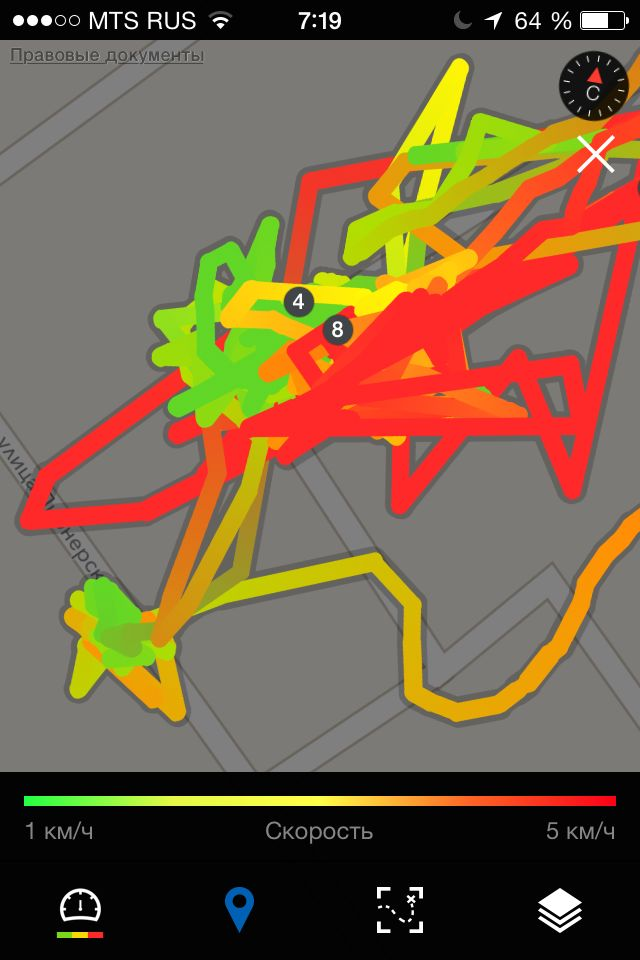 MTS RUS 7:19 64 %
Правовые документы
С
4
8
1 км/ч Скорость 5 км/ч